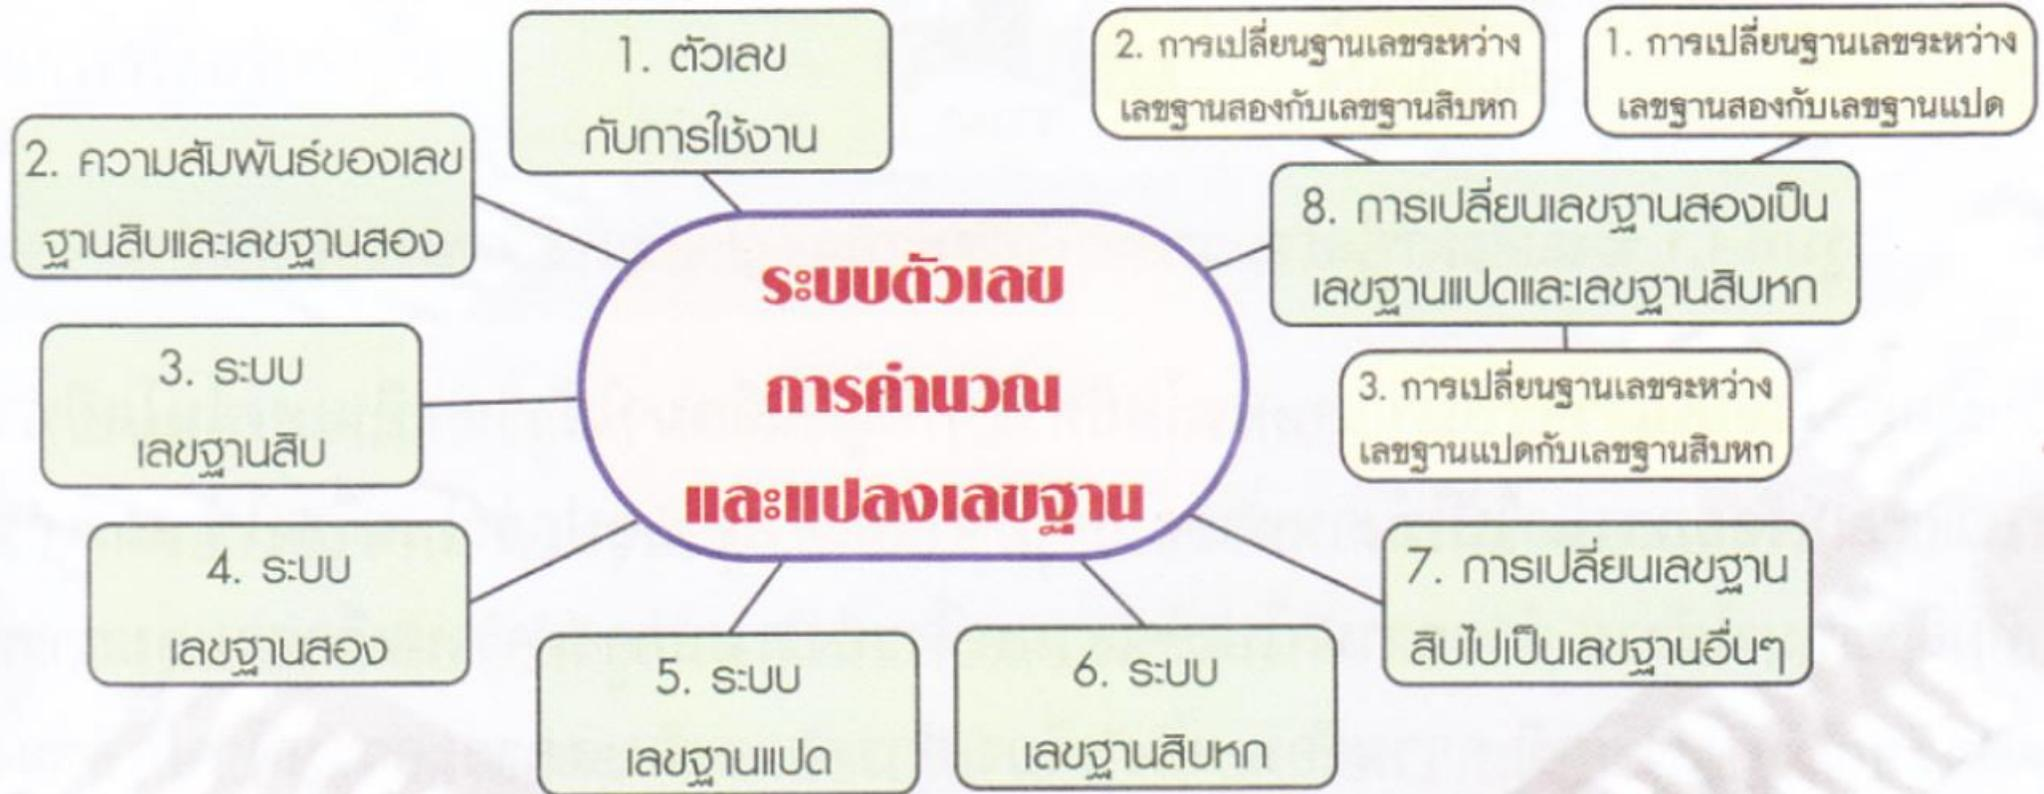 ระบบตัวเลข
การคำนวณ
และแปลงเลขฐาน
1. ตัวเลข
กับการใช้งาน
2. ความสัมพันธ์ของเลข
ฐานสิบและเลขฐานสอง
3. ระบบ
เลขฐานสิบ
4. ระบบ
เลขฐานสอง
5. ระบบ
เลขฐานแปด
6. ระบบ
เลขฐานสิบหก
7. การเปลี่ยนเลขฐาน
สิบไปเป็นเลขฐานอื่นๆ
8. การเปลี่ยนเลขฐานสองเป็น
เลขฐานแปดและเลขฐานสิบหก
1. การเปลี่ยนฐานเลขระหว่าง
เลขฐานสองกับเลขฐานแปด
2. การเปลี่ยนฐานเลขระหว่าง
เลขฐานสองกับเลขฐานสิบหก
3. การเปลี่ยนฐานเลขระหว่าง
เลขฐานแปดกับเลขฐานสิบหก